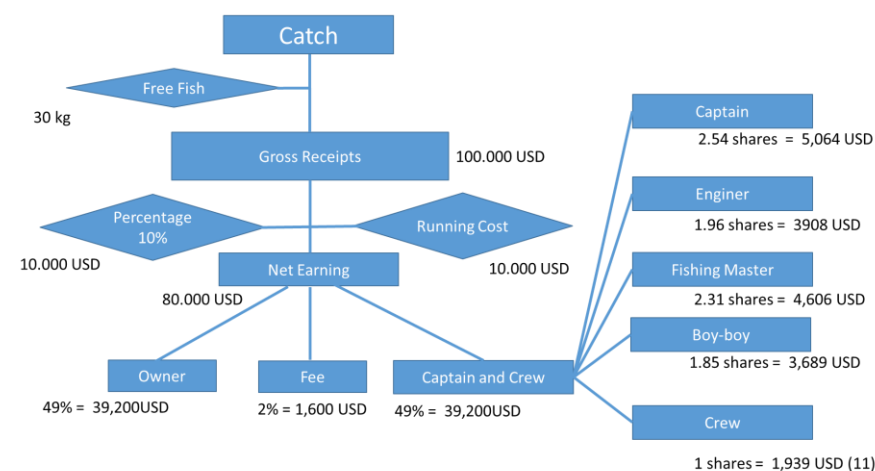 Catch
Free Fish
30 kg
Gross Receipts
100.000 USD
Percentage
10%
10.000 USD
Running Cost
10.000 USD
Net Earning
80.000 USD
Owner
49% = 39,200USD
Fee
2% = 1,600 USD
Captain and Crew
49% = 39,200USD
Captain
2.54 shares = 5,064 USD
Enginer
1.96 shares = 3908 USD
Fishing Master
2.31 shares = 4,606 USD
Boy-boy
1.85 shares = 3,689 USD
Crew
1 shares = 1,939 USD (11)